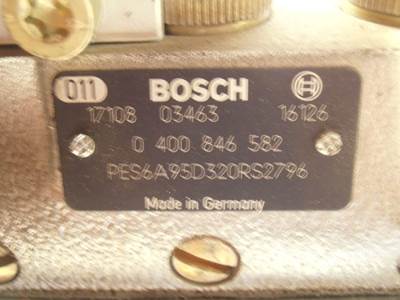 011 BOSCH
17108 03463 16126
0 400 846 582
PES6A95D320RS2796
Made in Germany